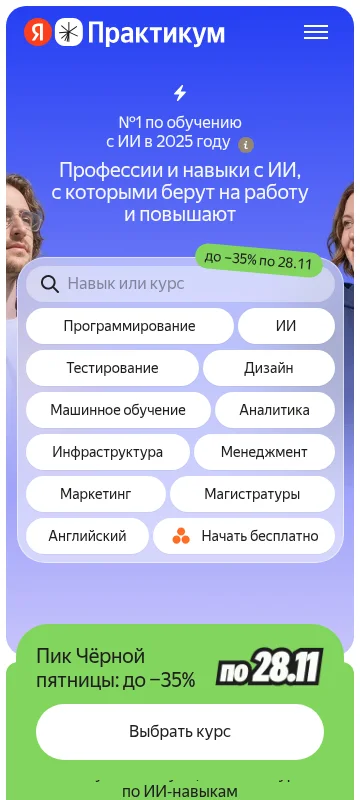 Я Практикум
№1 по обучению
с ИИ в 2025 году i
Профессии и навыки с ИИ,
с которыми берут на работу
и повышают
до −35% по 28.11
Навык или курс
Программирование ИИ
Тестирование Дизайн
Машинное обучение Аналитика
Инфраструктура Менеджмент
Маркетинг Магистратуры
Английский Начать бесплатно
Пик Чёрной
пятницы: до −35%
по 28.11
Выбрать курс
по ИИ-навыкам